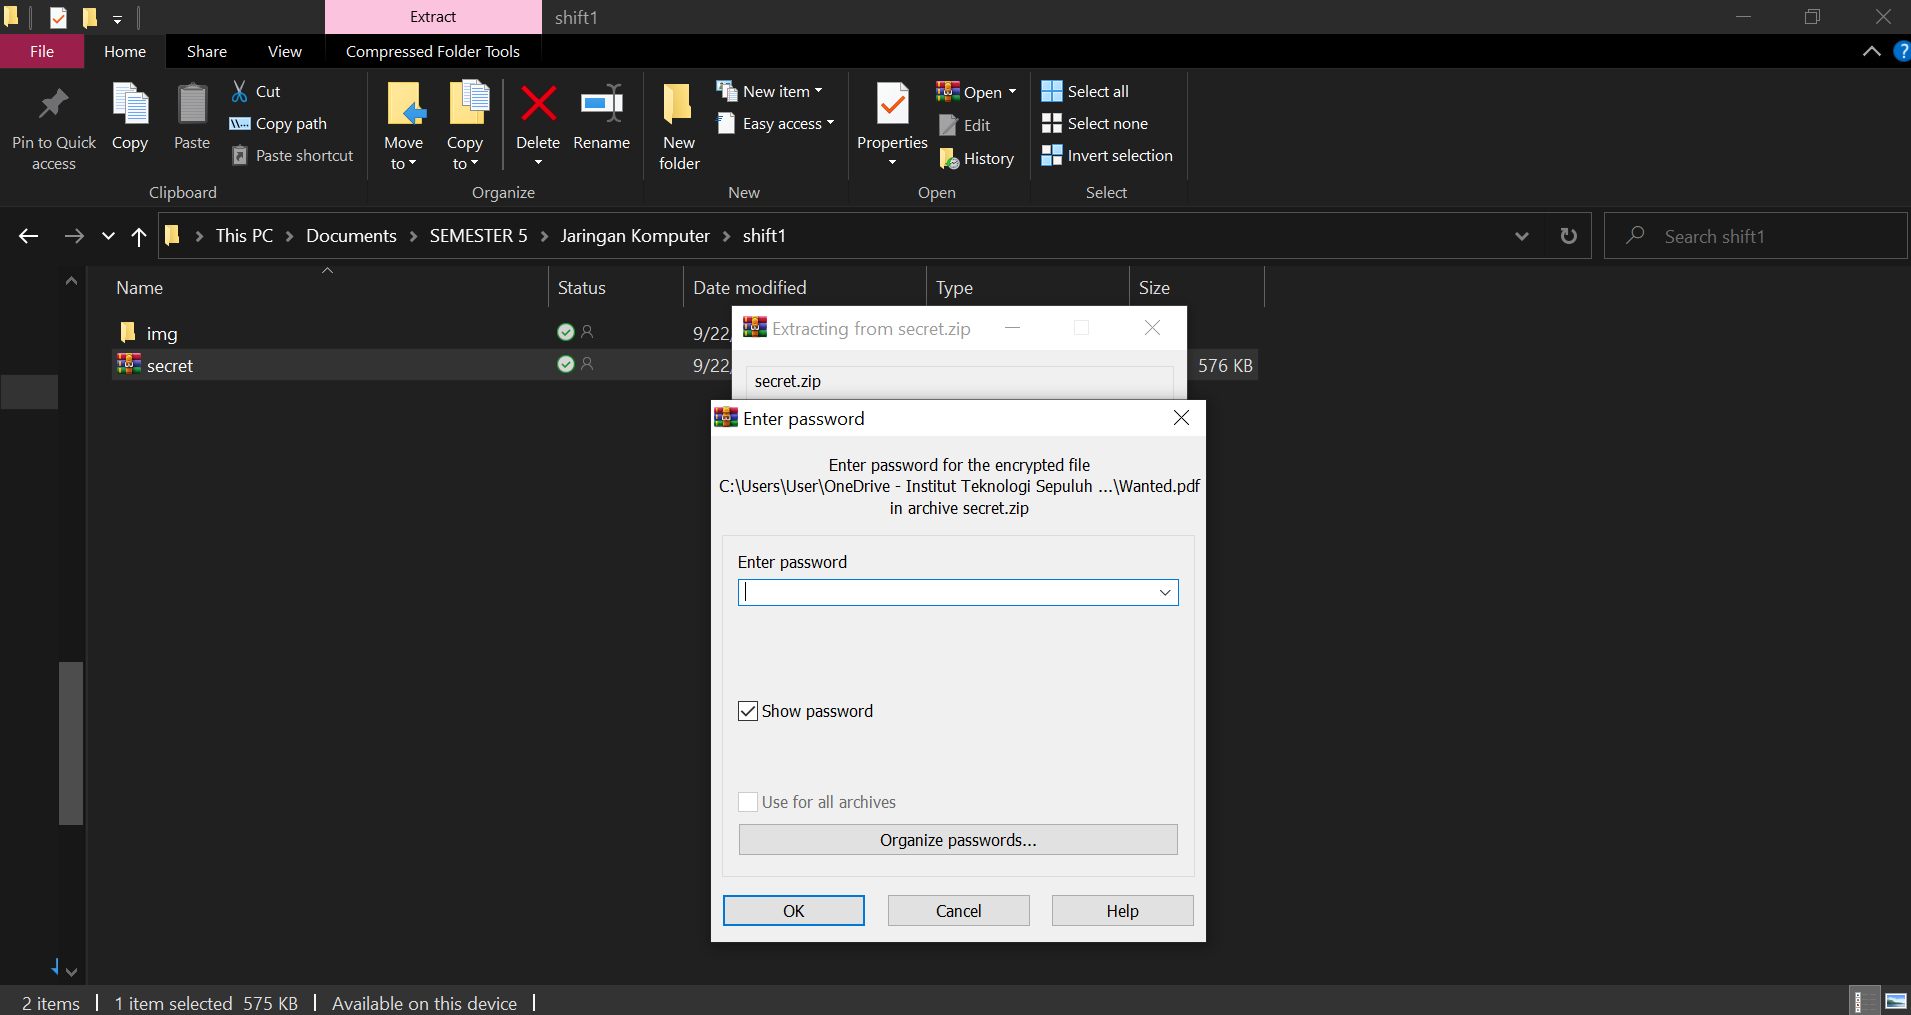 Extract
shift1
File
Home
Share
View
Compressed Folder Tools
Pin to Quick
access
Copy
Paste
Cut
Copy path
Paste shortcut
Clipboard
Move
to
Copy
to
Delete
Rename
Organize
New
folder
New item
Easy access
New
Properties
Open
Edit
History
Open
Select all
Select none
Invert selection
Select
This PC
Documents
SEMESTER 5
Jaringan Komputer
shift1
Search shift1
Name
Status
Date modified
Type
Size
img
9/22/
secret
9/22/
576 KB
Extracting from secret.zip
secret.zip
Enter password
Enter password for the encrypted file
C:\Users\User\OneDrive - Institut Teknologi Sepuluh ...\Wanted.pdf
in archive secret.zip
Enter password
Show password
Use for all archives
Organize passwords...
OK
Cancel
Help
2 items
1 item selected 575 KB
Available on this device